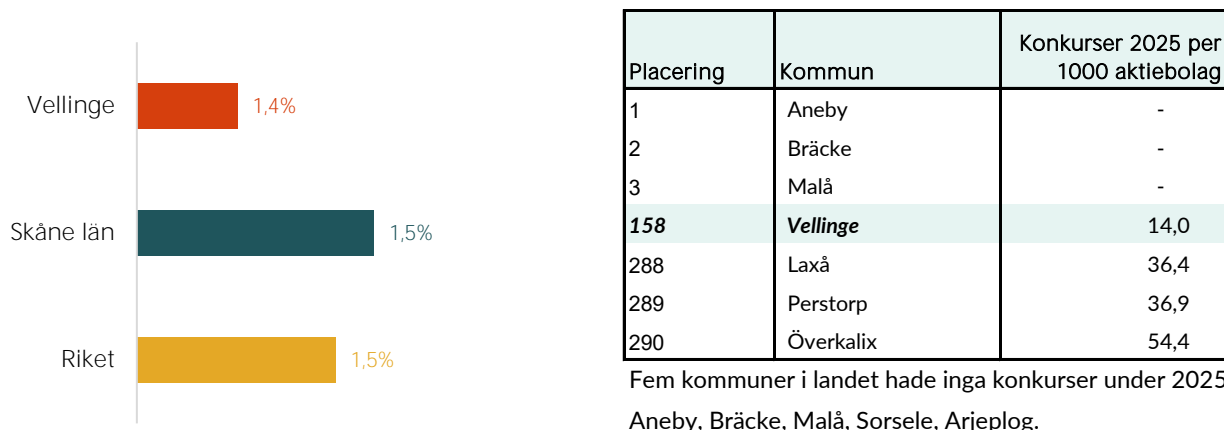 Vellinge 1,4%
Skåne län 1,5%
Riket 1,5%
Placering Kommun Konkurser 2025 per
1000 aktiebolag
1 Aneby -
2 Bräcke -
3 Malå -
158 Vellinge 14,0
288 Laxå 36,4
289 Perstorp 36,9
290 Överkalix 54,4
Fem kommuner i landet hade inga konkurser under 2025
Aneby, Bräcke, Malå, Sorsele, Arjeplog.